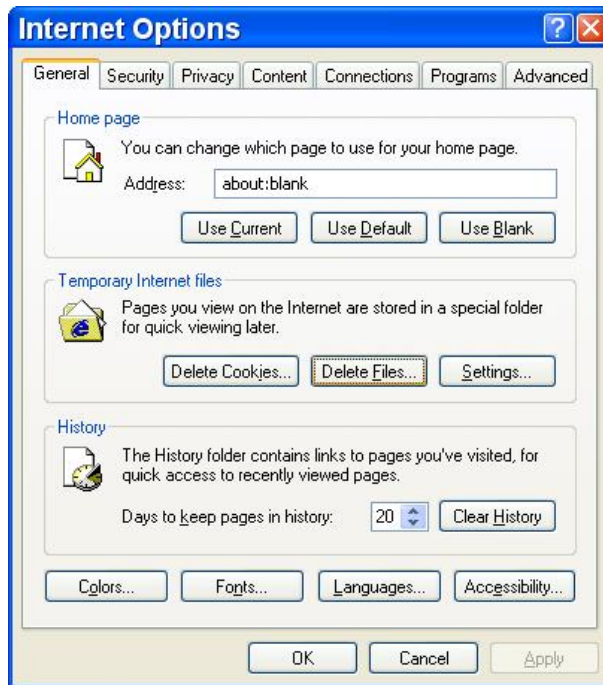 Internet Options
General Security Privacy Content Connections Programs Advanced
Home page
You can change which page to use for your home page.
Address: about:blank
Use Current Use Default Use Blank
Temporary Internet files
Pages you view on the Internet are stored in a special folder
for quick viewing later.
Delete Cookies... Delete Files... Settings...
History
The History folder contains links to pages you've visited, for
quick access to recently viewed pages.
Days to keep pages in history: 20 Clear History
Colors... Fonts... Languages... Accessibility...
OK Cancel Apply